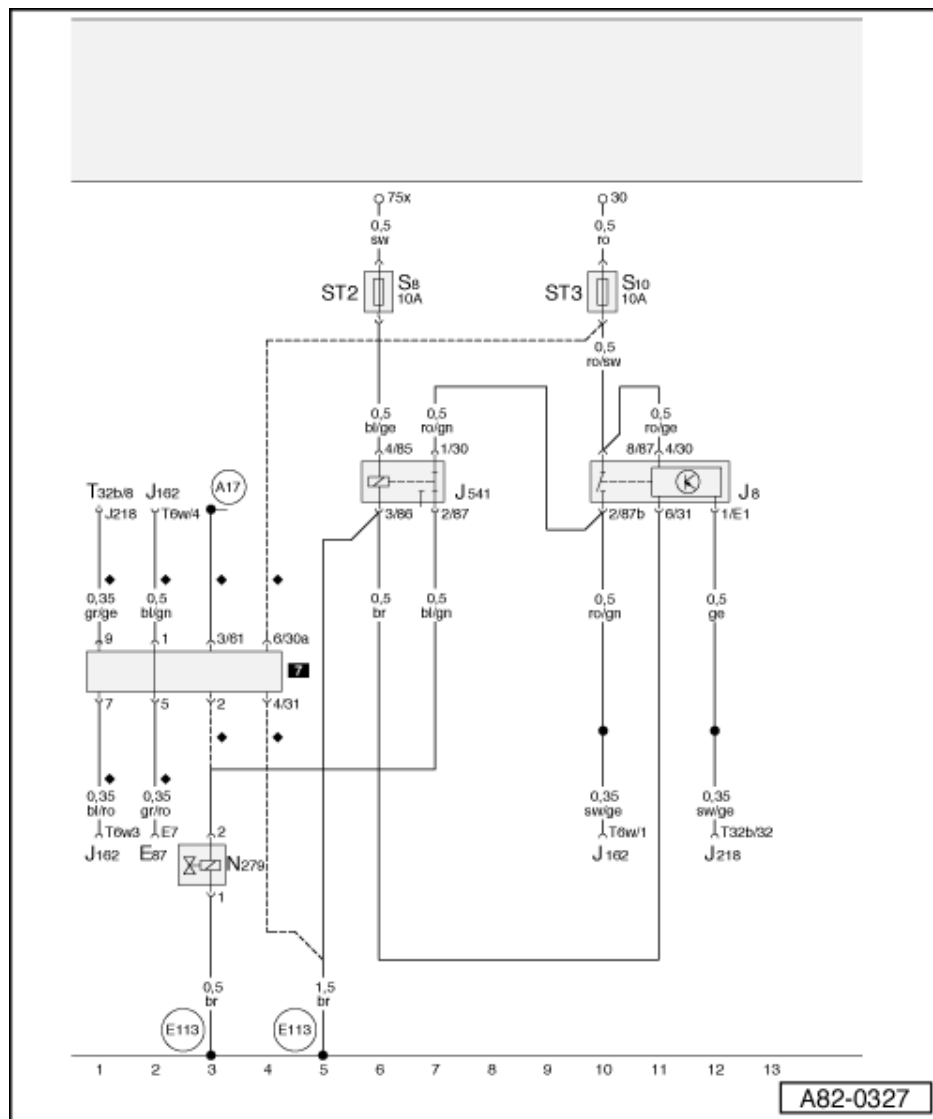 75x 30
0,5 0,5
sw ro
ST2 S8 10A ST3 S10 10A
0,5
ro/sw
0,5 0,5 0,5
bl/ge ro/gn ro/ge
4/85 1/30 8/87 4/30
A17
T32b/8 J162 J541 J8
J218 T6w/4 3/86 2/87 2/87b 6/31 1/E1
0,35 0,5 0,5 0,5 0,5 0,5
gr/ge bl/gn br bl/gn ro/gn ge
9 1 3/61 6/30a
7
7 5 2 4/31
0,35 0,35 0,35 0,35
bl/ro gr/ro sw/ge sw/ge
T6w3 E7 2 T6w/1 T32b/32
J162 E87 N279 J162 J218
1
0,5 1,5
br br
E113 E113
1 2 3 4 5 6 7 8 9 10 11 12 13
A82-0327